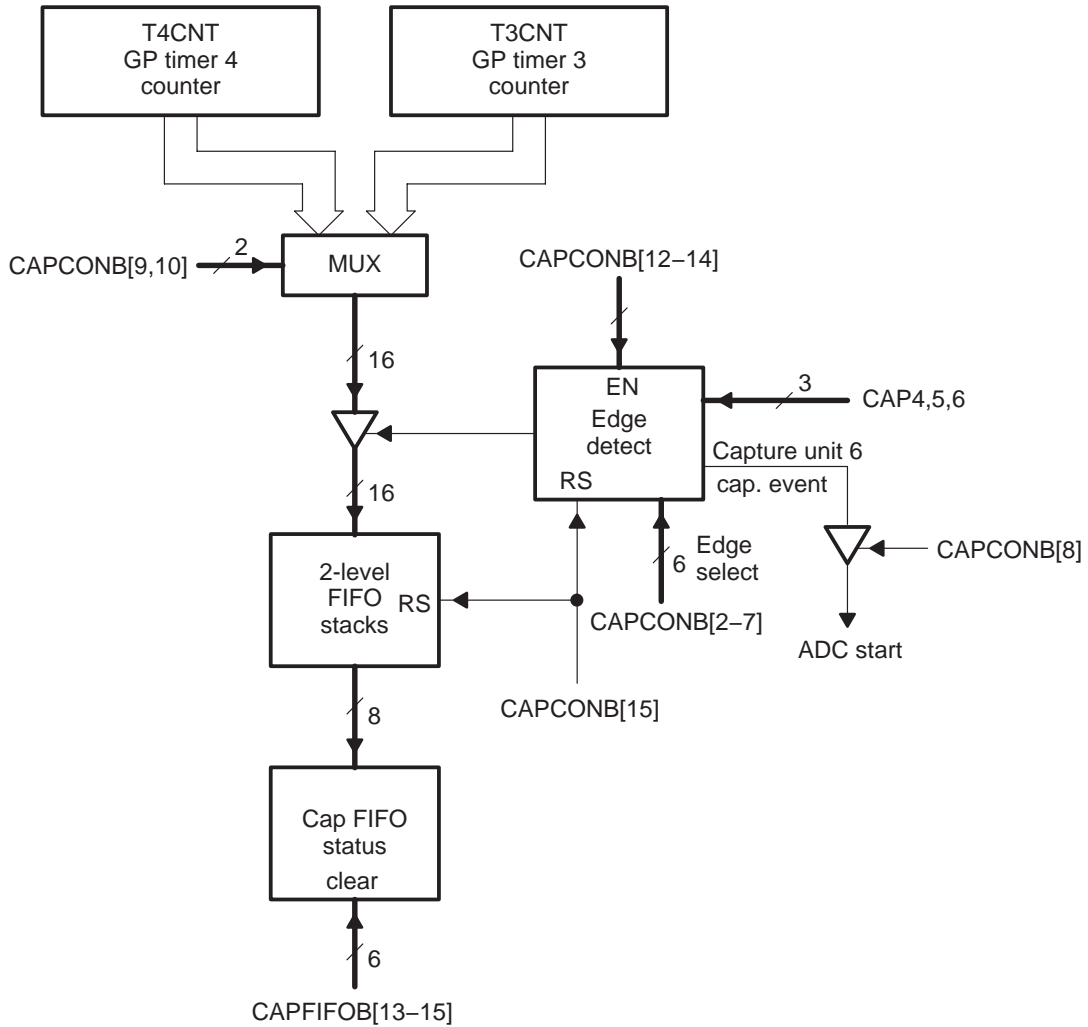 T4CNT
GP timer 4
counter
T3CNT
GP timer 3
counter
CAPCONB[9,10]
2
MUX
CAPCONB[12–14]
16
EN
Edge
detect
RS
3
CAP4,5,6
Capture unit 6
cap. event
16
6
Edge
select
CAPCONB[8]
2-level
FIFO
stacks
RS
CAPCONB[2–7]
ADC start
CAPCONB[15]
8
Cap FIFO
status
clear
6
CAPFIFOB[13–15]